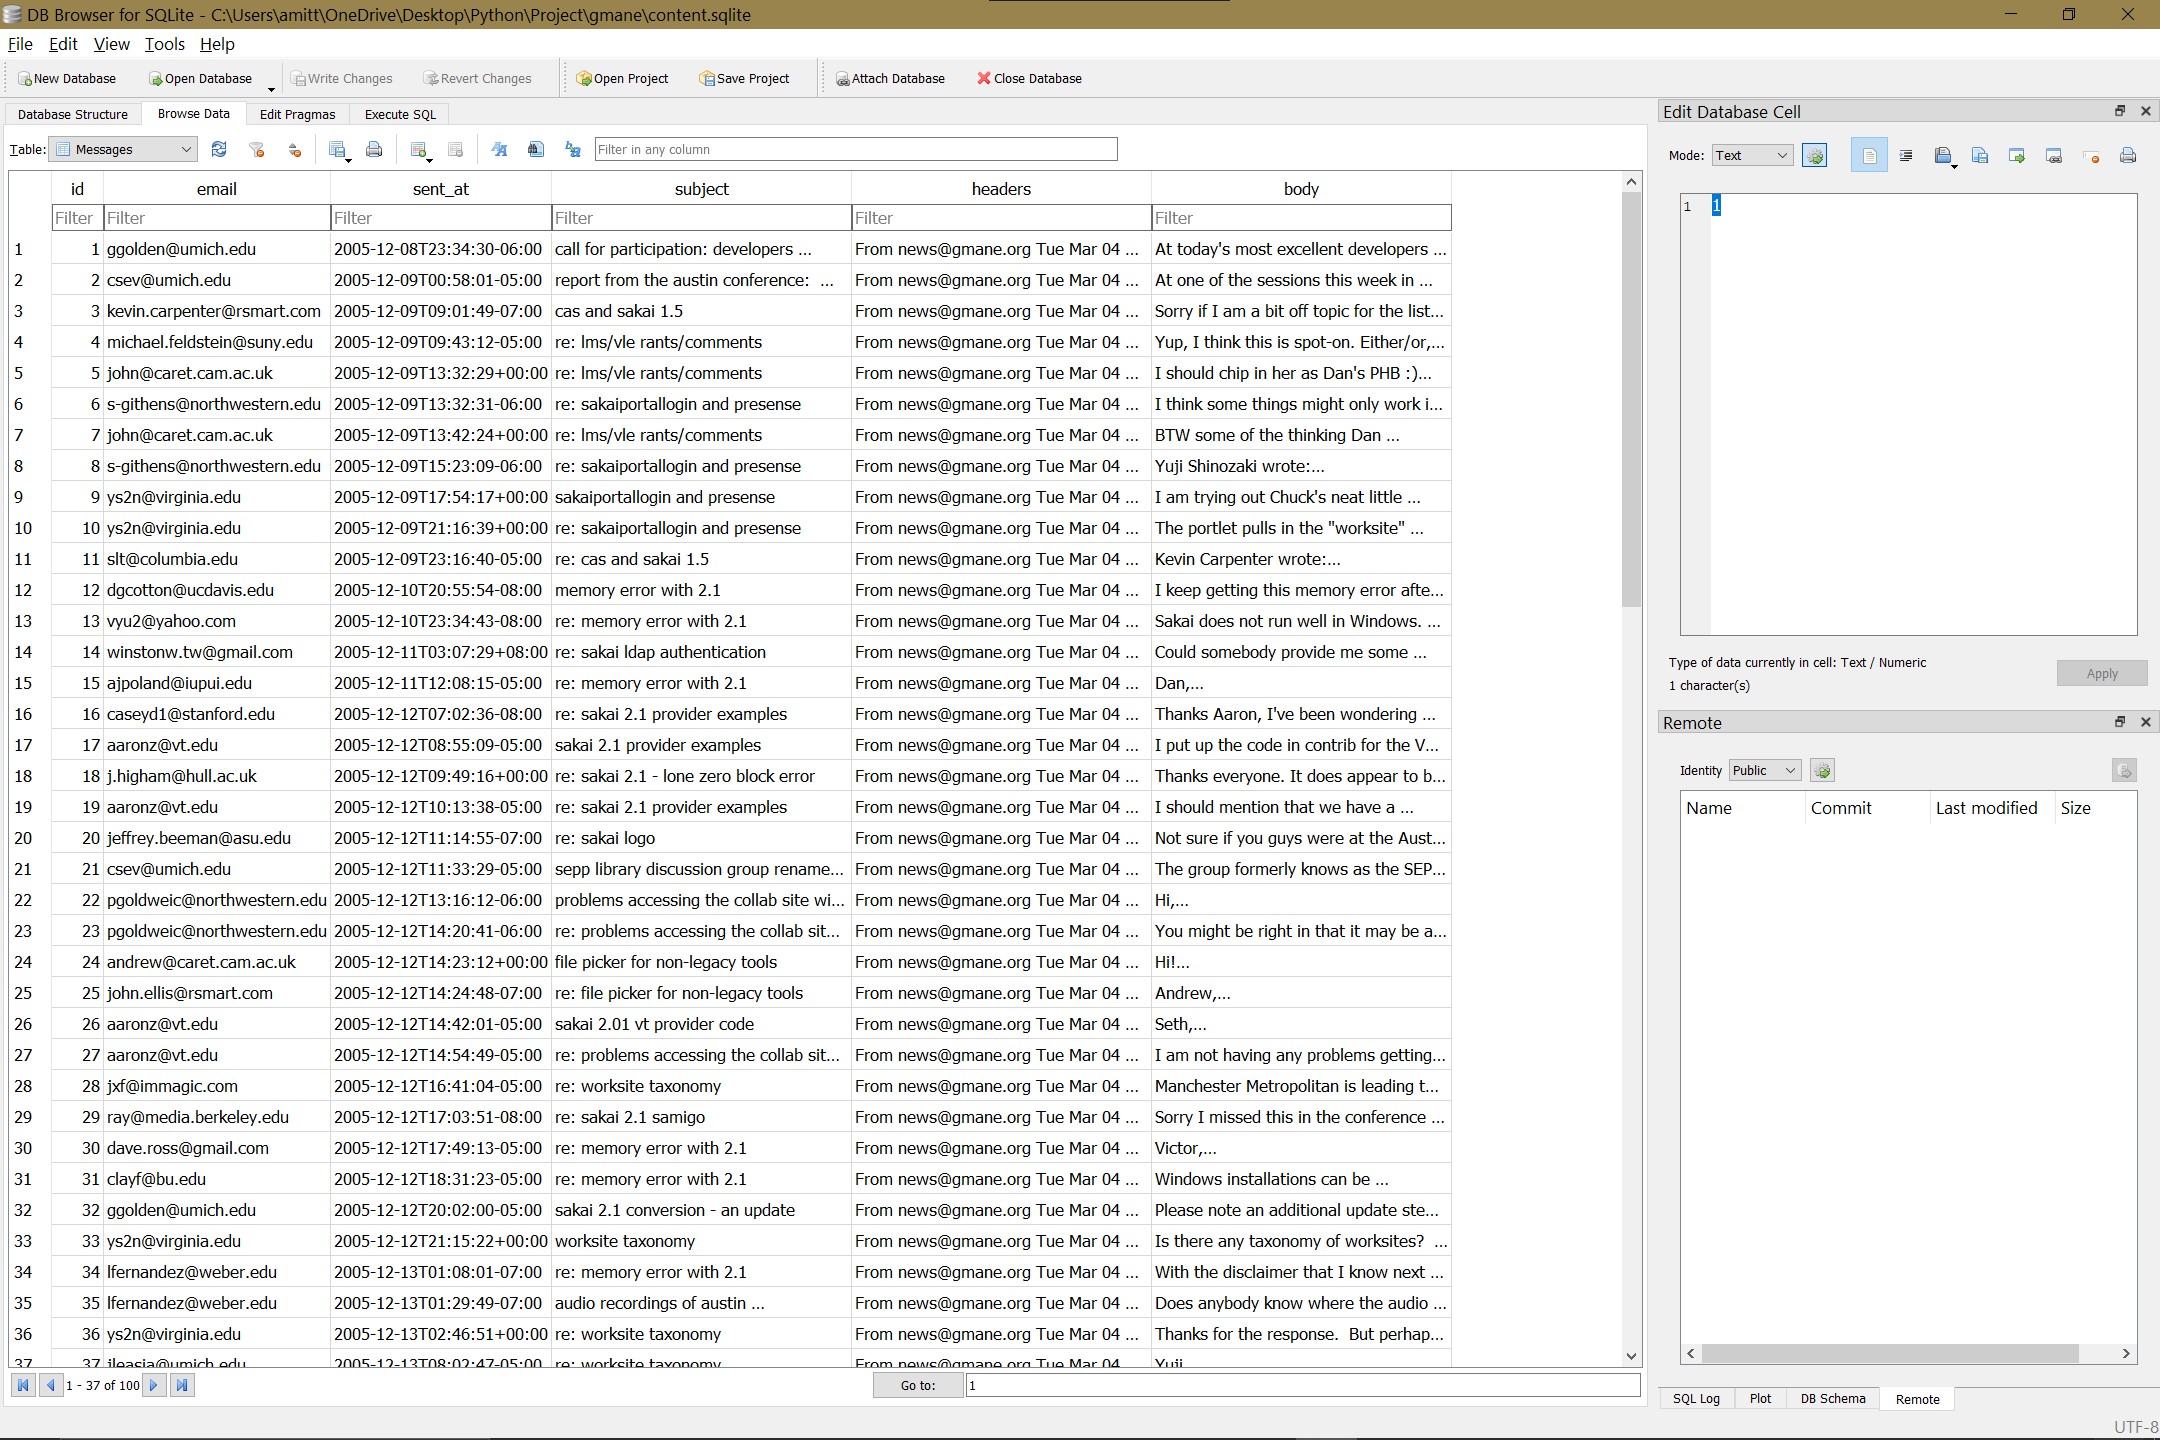 DB Browser for SQLite - C:\Users\amitt\OneDrive\Desktop\Python\Project\gmane\content.sqlite
File Edit View Tools Help
New Database Open Database Write Changes Revert Changes Open Project Save Project Attach Database Close Database
Database Structure Browse Data Edit Pragmas Execute SQL
Table: Messages Filter in any column
id email sent_at subject headers body
Filter Filter Filter Filter Filter Filter
1 1 ggolden@umich.edu 2005-12-08T23:34:30-06:00 call for participation: developers ... From news@gmane.org Tue Mar 04 ... At today's most excellent developers ...
2 2 csev@umich.edu 2005-12-09T00:58:01-05:00 report from the austin conference: ... From news@gmane.org Tue Mar 04 ... At one of the sessions this week in ...
3 3 kevin.carpenter@rsmart.com 2005-12-09T09:01:49-07:00 cas and sakai 1.5 From news@gmane.org Tue Mar 04 ... Sorry if I am a bit off topic for the list...
4 4 michael.feldstein@suny.edu 2005-12-09T09:43:12-05:00 re: lms/vle rants/comments From news@gmane.org Tue Mar 04 ... Yup, I think this is spot-on. Either/or,...
5 5 john@caret.cam.ac.uk 2005-12-09T13:32:29+00:00 re: lms/vle rants/comments From news@gmane.org Tue Mar 04 ... I should chip in her as Dan's PHB :)...
6 6 s-githens@northwestern.edu 2005-12-09T13:32:31-06:00 re: sakaiportallogin and presense From news@gmane.org Tue Mar 04 ... I think some things might only work i...
7 7 john@caret.cam.ac.uk 2005-12-09T13:42:24+00:00 re: lms/vle rants/comments From news@gmane.org Tue Mar 04 ... BTW some of the thinking Dan ...
8 8 s-githens@northwestern.edu 2005-12-09T15:23:09-06:00 re: sakaiportallogin and presense From news@gmane.org Tue Mar 04 ... Yuji Shinozaki wrote:...
9 9 ys2n@virginia.edu 2005-12-09T17:54:17+00:00 sakaiportallogin and presense From news@gmane.org Tue Mar 04 ... I am trying out Chuck's neat little ...
10 10 ys2n@virginia.edu 2005-12-09T21:16:39+00:00 re: sakaiportallogin and presense From news@gmane.org Tue Mar 04 ... The portlet pulls in the "worksite" ...
11 11 slt@columbia.edu 2005-12-09T23:16:40-05:00 re: cas and sakai 1.5 From news@gmane.org Tue Mar 04 ... Kevin Carpenter wrote:...
12 12 dgcotton@ucdavis.edu 2005-12-10T20:55:54-08:00 memory error with 2.1 From news@gmane.org Tue Mar 04 ... I keep getting this memory error afte...
13 13 vyu2@yahoo.com 2005-12-10T23:34:43-08:00 re: memory error with 2.1 From news@gmane.org Tue Mar 04 ... Sakai does not run well in Windows. ...
14 14 winstonw.tw@gmail.com 2005-12-11T03:07:29+08:00 re: sakai ldap authentication From news@gmane.org Tue Mar 04 ... Could somebody provide me some ...
15 15 ajpoland@iupui.edu 2005-12-11T12:08:15-05:00 re: memory error with 2.1 From news@gmane.org Tue Mar 04 ... Dan,...
16 16 caseyd1@stanford.edu 2005-12-12T07:02:36-08:00 re: sakai 2.1 provider examples From news@gmane.org Tue Mar 04 ... Thanks Aaron, I've been wondering ...
17 17 aaronz@vt.edu 2005-12-12T08:55:09-05:00 sakai 2.1 provider examples From news@gmane.org Tue Mar 04 ... I put up the code in contrib for the V...
18 18 j.higham@hull.ac.uk 2005-12-12T09:49:16+00:00 re: sakai 2.1 - lone zero block error From news@gmane.org Tue Mar 04 ... Thanks everyone. It does appear to b...
19 19 aaronz@vt.edu 2005-12-12T10:13:38-05:00 re: sakai 2.1 provider examples From news@gmane.org Tue Mar 04 ... I should mention that we have a ...
20 20 jeffrey.beeman@asu.edu 2005-12-12T11:14:55-07:00 re: sakai logo From news@gmane.org Tue Mar 04 ... Not sure if you guys were at the Aust...
21 21 csev@umich.edu 2005-12-12T11:33:29-05:00 sepp library discussion group rename... From news@gmane.org Tue Mar 04 ... The group formerly knows as the SEP...
22 22 pgoldweic@northwestern.edu 2005-12-12T13:16:12-06:00 problems accessing the collab site wi... From news@gmane.org Tue Mar 04 ... Hi,...
23 23 pgoldweic@northwestern.edu 2005-12-12T14:20:41-06:00 re: problems accessing the collab sit... From news@gmane.org Tue Mar 04 ... You might be right in that it may be a...
24 24 andrew@caret.cam.ac.uk 2005-12-12T14:23:12+00:00 file picker for non-legacy tools From news@gmane.org Tue Mar 04 ... Hi!...
25 25 john.ellis@rsmart.com 2005-12-12T14:24:48-07:00 re: file picker for non-legacy tools From news@gmane.org Tue Mar 04 ... Andrew,...
26 26 aaronz@vt.edu 2005-12-12T14:42:01-05:00 sakai 2.01 vt provider code From news@gmane.org Tue Mar 04 ... Seth,...
27 27 aaronz@vt.edu 2005-12-12T14:54:49-05:00 re: problems accessing the collab sit... From news@gmane.org Tue Mar 04 ... I am not having any problems getting...
28 28 jxf@immagic.com 2005-12-12T16:41:04-05:00 re: worksite taxonomy From news@gmane.org Tue Mar 04 ... Manchester Metropolitan is leading t...
29 29 ray@media.berkeley.edu 2005-12-12T17:03:51-08:00 re: sakai 2.1 samigo From news@gmane.org Tue Mar 04 ... Sorry I missed this in the conference ...
30 30 dave.ross@gmail.com 2005-12-12T17:49:13-05:00 re: memory error with 2.1 From news@gmane.org Tue Mar 04 ... Victor,...
31 31 clayf@bu.edu 2005-12-12T18:31:23-05:00 re: memory error with 2.1 From news@gmane.org Tue Mar 04 ... Windows installations can be ...
32 32 ggolden@umich.edu 2005-12-12T20:02:00-05:00 sakai 2.1 conversion - an update From news@gmane.org Tue Mar 04 ... Please note an additional update ste...
33 33 ys2n@virginia.edu 2005-12-12T21:15:22+00:00 worksite taxonomy From news@gmane.org Tue Mar 04 ... Is there any taxonomy of worksites? ...
34 34 lfernandez@weber.edu 2005-12-13T01:08:01-07:00 re: memory error with 2.1 From news@gmane.org Tue Mar 04 ... With the disclaimer that I know next ...
35 35 lfernandez@weber.edu 2005-12-13T01:29:49-07:00 audio recordings of austin ... From news@gmane.org Tue Mar 04 ... Does anybody know where the audio ...
36 36 ys2n@virginia.edu 2005-12-13T02:46:51+00:00 re: worksite taxonomy From news@gmane.org Tue Mar 04 ... Thanks for the response. But perhap...
37 37 jleasia@umich.edu 2005-12-13T08:02:47-05:00 re: worksite taxonomy From news@gmane.org Tue Mar 04 Yuji
1 - 37 of 100 Go to: 1
Edit Database Cell
Mode: Text
1 1
Type of data currently in cell: Text / Numeric
1 character(s)
Apply
Remote
Identity Public
Name Commit Last modified Size
SQL Log Plot DB Schema Remote
UTF-8